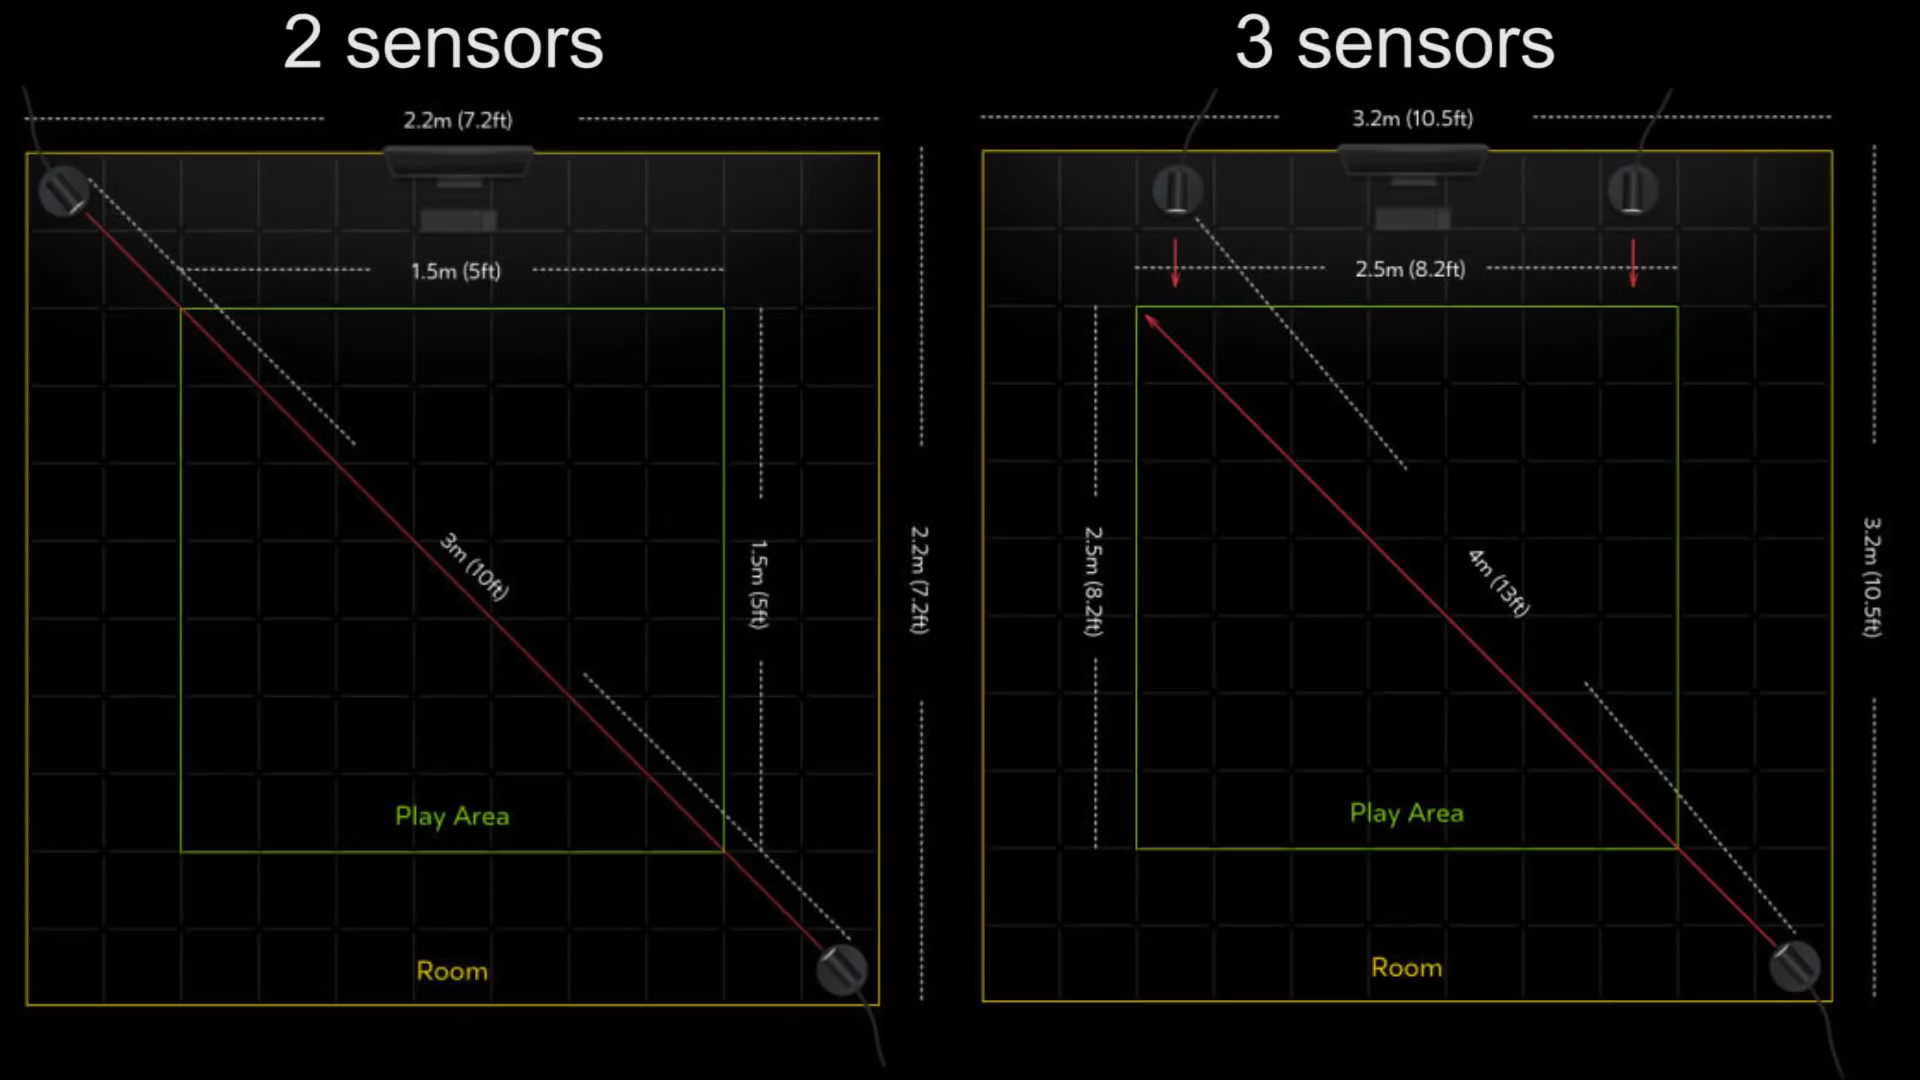 2 sensors
2.2m (7.2ft)
1.5m (5ft)
3m (10ft)
1.5m (5ft)
2.2m (7.2ft)
Play Area
Room
3 sensors
3.2m (10.5ft)
2.5m (8.2ft)
2.5m (8.2ft)
4m (13ft)
3.2m (10.5ft)
Play Area
Room